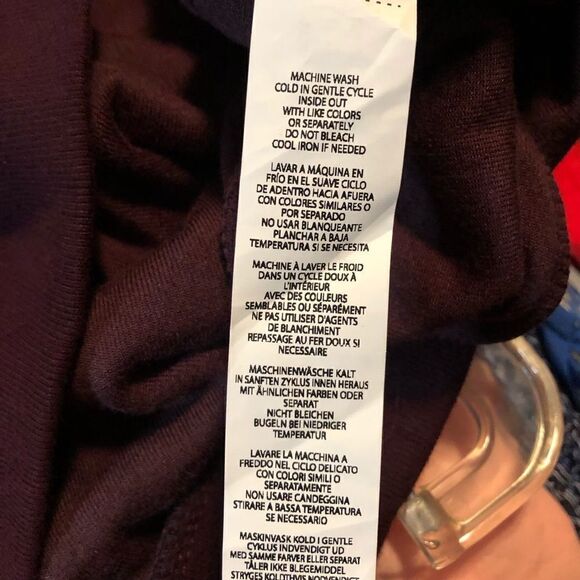 MACHINE WASH
COLD IN GENTLE CYCLE
INSIDE OUT
WITH LIKE COLORS
OR SEPARATELY
DO NOT BLEACH
COOL IRON IF NEEDED
LAVAR A MÁQUINA EN
FRÍO EN EL SUAVE CICLO
DE ADENTRO HACIA AFUERA
CON COLORES SIMILARES O
POR SEPARADO
NO USAR BLANQUEANTE
PLANCHAR A BAJA
TEMPERATURA SI SE NECESITA
MACHINE À LAVER LE FROID
DANS UN CYCLE DOUX À
L'INTÉRIEUR
AVEC DES COULEURS
SEMBLABLES OU SÉPARÉMENT
NE PAS UTILISER D'AGENTS
DE BLANCHIMENT
REPASSAGE AU FER DOUX SI
NECESSAIRE
MASCHINENWÄSCHE KALT
IN SANFTEN ZYKLUS INNEN HERAUS
MIT ÄHNLICHEN FARBEN ODER
SEPARAT
NICHT BLEICHEN
BUGELN BEI NIEDRIGER
TEMPERATUR
LAVARE LA MACCHINA A
FREDDO NEL CICLO DELICATO
CON COLORI SIMILI O
SEPARATAMENTE
NON USARE CANDEGGINA
STIRARE A BASSA TEMPERATURA
SE NECESSARIO
MASKINVASK KOLD I GENTLE
CYKLUS INDVENDIGT UD
MED SAMME FARVER ELLER SEPARAT
TÅLER IKKE BLEGEMIDDEL
STRYGES KOLDTHVIS NØDVENDIGT